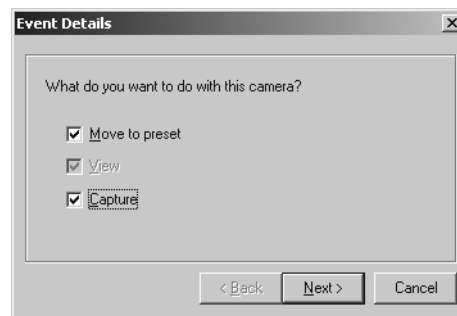 Event Details
What do you want to do with this camera?
Move to preset
View
Capture
< Back Next > Cancel